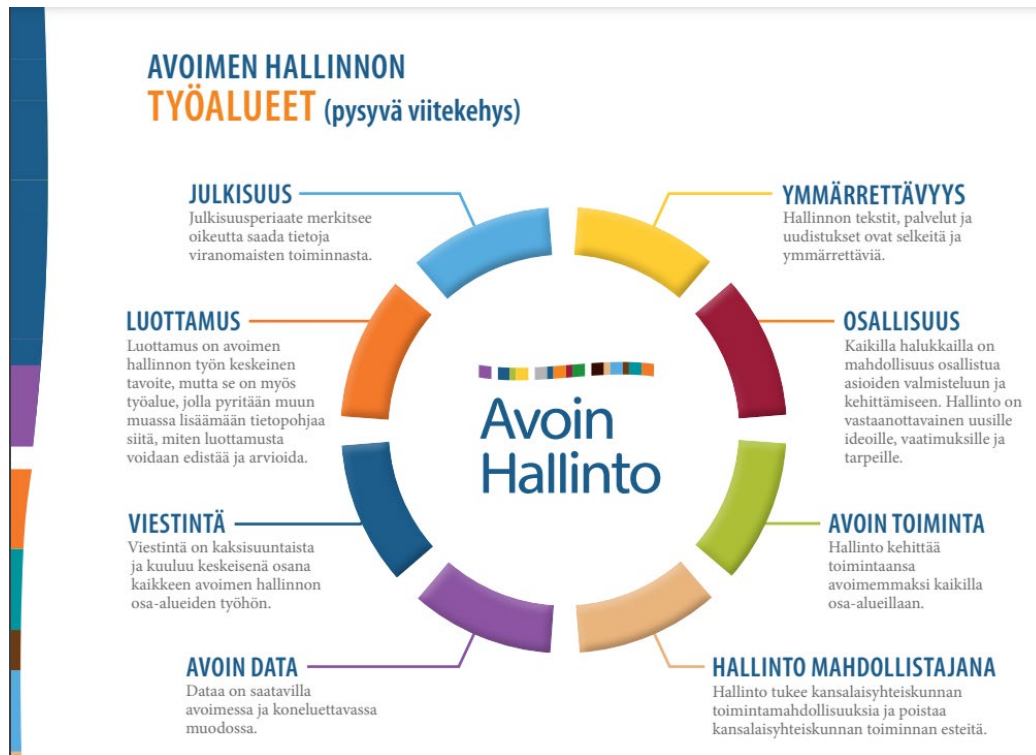 AVOIMEN HALLINNON
TYÖALUEET (pysyvä viitekehys)
JULKISUUS
Julkisuusperiaate merkitsee
oikeutta saada tietoja
viranomaisten toiminnasta.
LUOTTAMUS
Luottamus on avoimen
hallinnon työn keskeinen
tavoite, mutta se on myös
työalue, jolla pyritään muun
muassa lisäämään tietopohjaa
siitä, miten luottamusta
voidaan edistää ja arvioida.
VIESTINTÄ
Viestintä on kaksisuuntaista
ja kuuluu keskeisenä osana
kaikkeen avoimen hallinnon
osa-alueiden työhön.
AVOIN DATA
Dataa on saatavilla
avoimessa ja koneluettavassa
muodossa.
Avoin
Hallinto
YMMÄRRETTÄVYYS
Hallinnon tekstit, palvelut ja
uudistukset ovat selkeitä ja
ymmärrettäviä.
OSALLISUUS
Kaikilla halukkailla on
mahdollisuus osallistua
asioiden valmisteluun ja
kehittämiseen. Hallinto on
vastaanottavainen uusille
ideoille, vaatimuksille ja
tarpeille.
AVOIN TOIMINTA
Hallinto kehittää
toimintaansa
avoimemmaksi kaikilla
osa-alueillaan.
HALLINTO MAHDOLLISTAJANA
Hallinto tukee kansalaisyhteiskunnan
toimintamahdollisuuksia ja poistaa
kansalaisyhteiskunnan toiminnan esteitä.